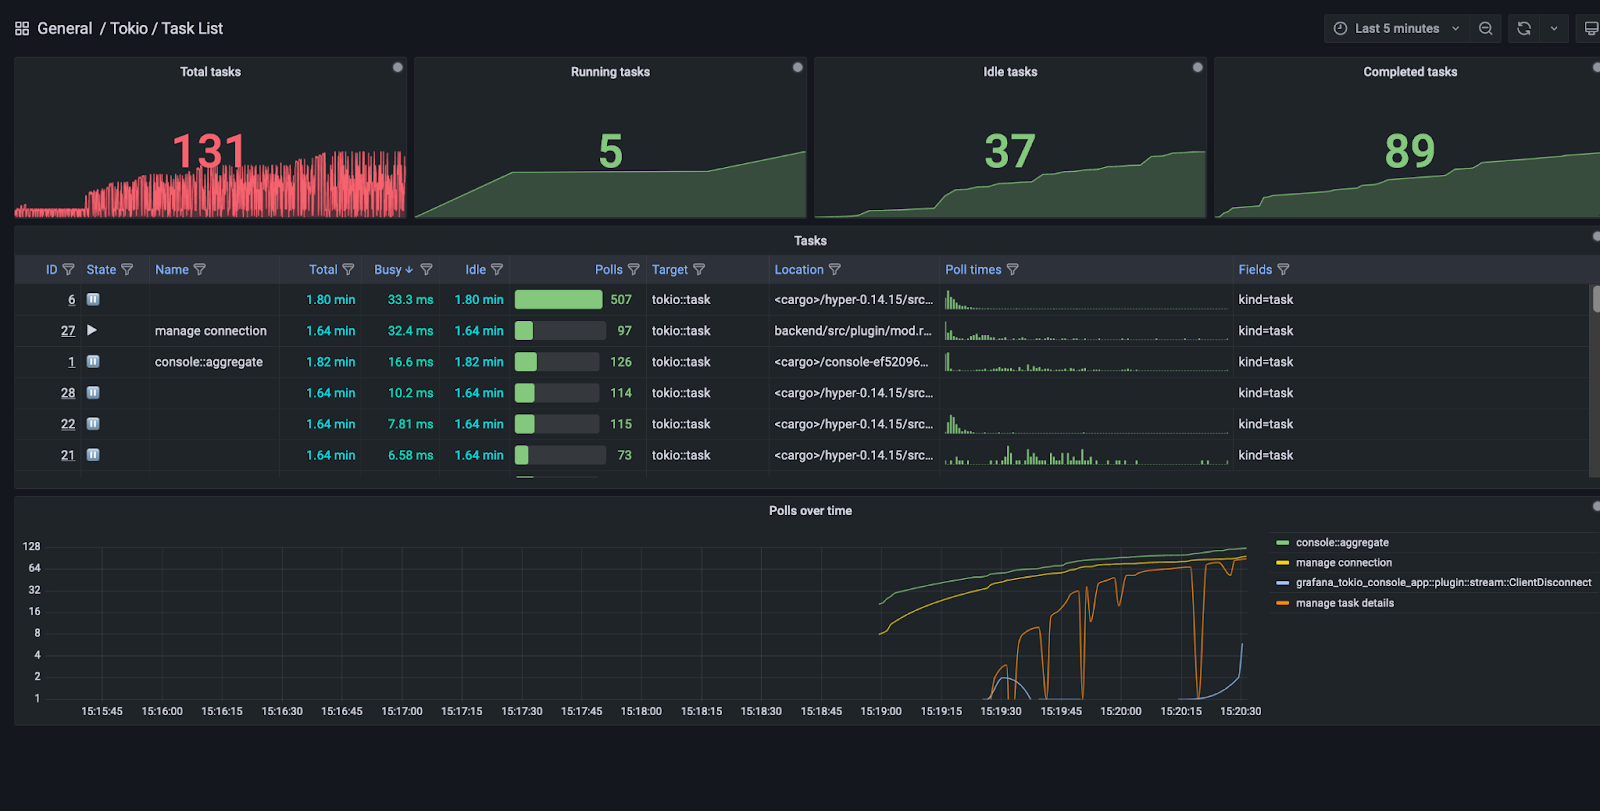 General / Tokio / Task List
Last 5 minutes
Total tasks
131
Running tasks
5
Idle tasks
37
Completed tasks
89
Tasks
ID State Name Total Busy Idle Polls Target Location Poll times Fields
6 1.80 min 33.3 ms 1.80 min 507 tokio::task <cargo>/hyper-0.14.15/src... kind=task
27 manage connection 1.64 min 32.4 ms 1.64 min 97 tokio::task backend/src/plugin/mod.r... kind=task
1 console::aggregate 1.82 min 16.6 ms 1.82 min 126 tokio::task <cargo>/console-ef52096... kind=task
28 1.64 min 10.2 ms 1.64 min 114 tokio::task <cargo>/hyper-0.14.15/src... kind=task
22 1.64 min 7.81 ms 1.64 min 115 tokio::task <cargo>/hyper-0.14.15/src... kind=task
21 1.64 min 6.58 ms 1.64 min 73 tokio::task <cargo>/hyper-0.14.15/src... kind=task
Polls over time
128
64
32
16
8
4
2
1
15:15:45 15:16:00 15:16:15 15:16:30 15:16:45 15:17:00 15:17:15 15:17:30 15:17:45 15:18:00 15:18:15 15:18:30 15:18:45 15:19:00 15:19:15 15:19:30 15:19:45 15:20:00 15:20:15 15:20:30
console::aggregate
manage connection
grafana_tokio_console_app::plugin::stream::ClientDisconnect
manage task details